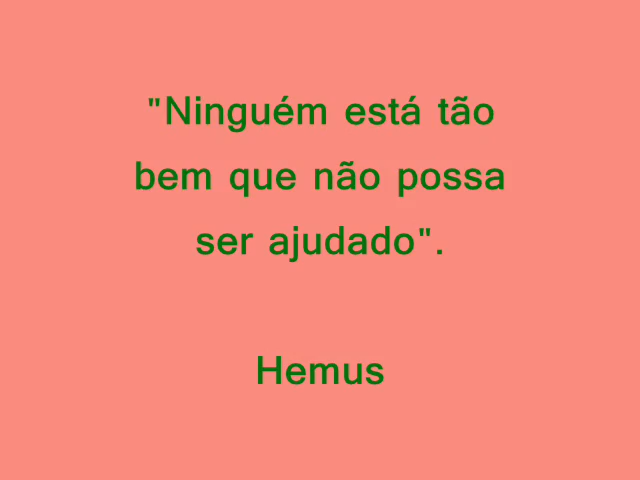 "Ninguém está tão
bem que não possa
ser ajudado".
Hemus